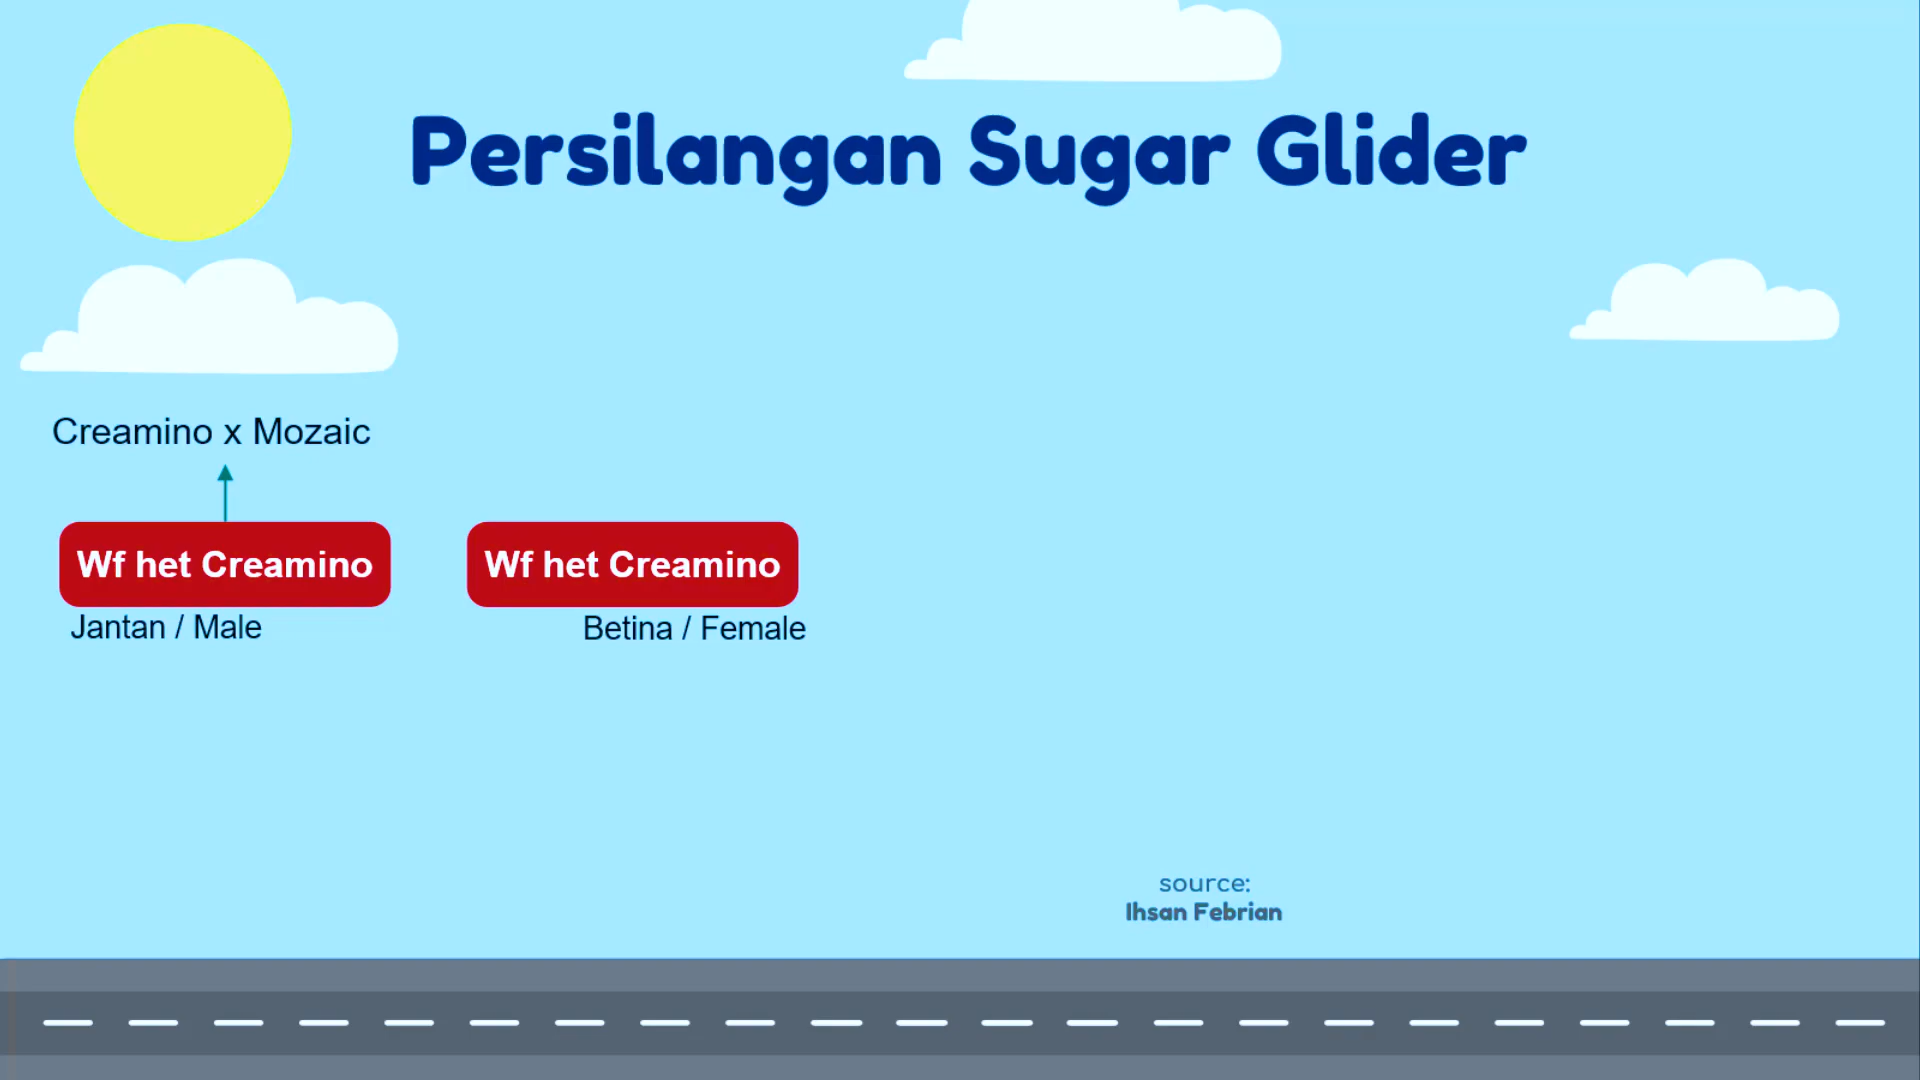 Persilangan Sugar Glider
Creamino x Mozaic
Wf het Creamino
Wf het Creamino
Jantan / Male
Betina / Female
source:
Ihsan Febrian